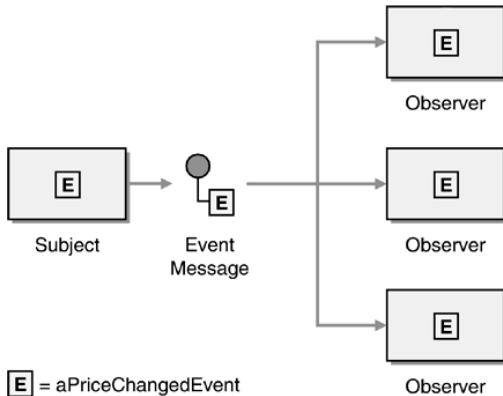 E
Observer
E
Subject
E
Event
Message
E
Observer
E
Observer
E = aPriceChangedEvent